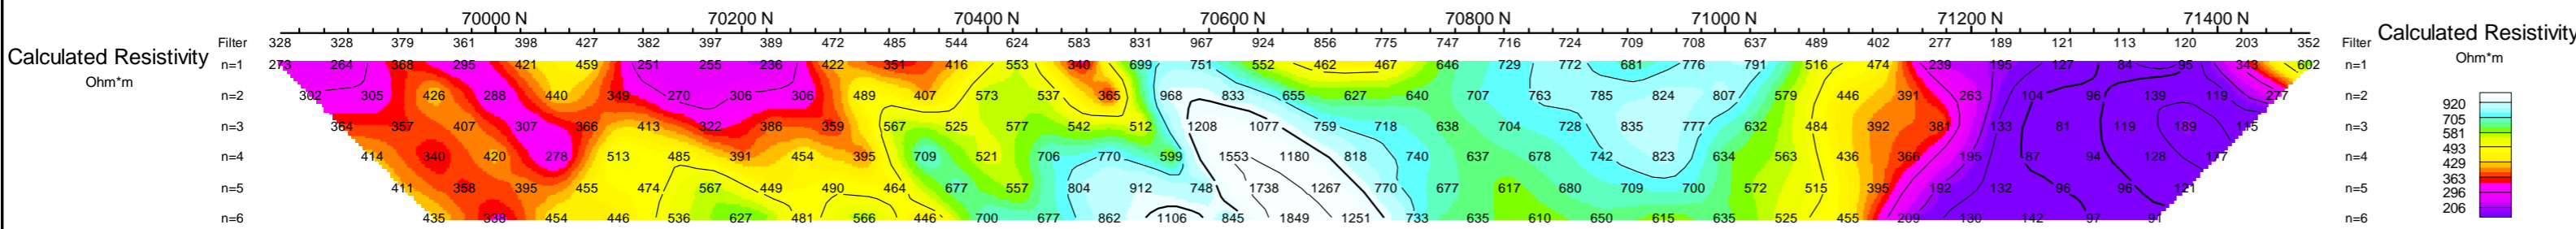 70000 N 70200 N 70400 N 70600 N 70800 N 71000 N 71200 N 71400 N
Calculated Resistivity
Ohm*m
Filter 328 328 379 361 398 427 382 397 389 472 485 544 624 583 831 967 924 856 775 747 716 724 709 708 637 489 402 277 189 121 113 120 203 352 Filter
n=1 273 264 368 295 421 459 251 255 236 422 351 416 553 340 699 751 552 462 467 646 729 772 681 776 791 516 474 239 195 127 84 95 343 602 n=1
n=2 302 305 426 288 440 349 270 306 306 489 407 573 537 365 968 833 655 627 640 707 763 785 824 807 579 446 391 263 104 96 139 119 277 n=2
n=3 364 357 407 307 366 413 322 386 359 567 525 577 542 512 1208 1077 759 718 638 704 728 835 777 632 484 392 381 133 81 119 189 115 n=3
n=4 414 340 420 278 513 485 391 454 395 709 521 706 770 599 1553 1180 818 740 637 678 742 823 634 563 436 366 195 87 94 128 177 n=4
n=5 411 358 395 455 474 567 449 490 464 677 557 804 912 748 1738 1267 770 677 617 680 709 700 572 515 395 192 132 96 96 121 n=5
n=6 435 338 454 446 536 627 481 566 446 700 677 862 1106 845 1849 1251 733 635 610 650 615 635 525 455 209 130 142 97 91 n=6
Calculated Resistivity
Ohm*m
920
705
581
493
429
363
296
206